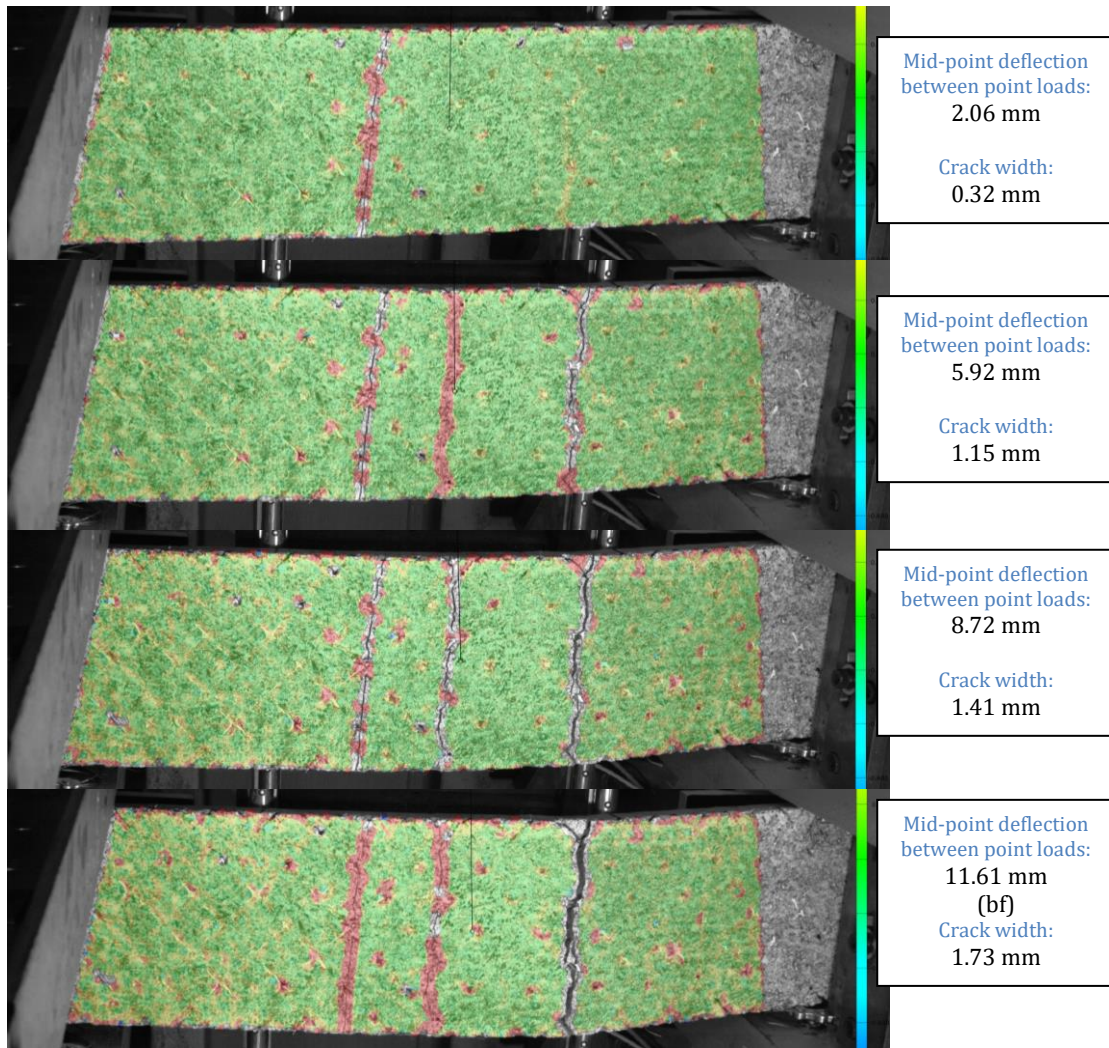 Mid-point deflection
between point loads:
2.06 mm
Crack width:
0.32 mm
Mid-point deflection
between point loads:
5.92 mm
Crack width:
1.15 mm
Mid-point deflection
between point loads:
8.72 mm
Crack width:
1.41 mm
Mid-point deflection
between point loads:
11.61 mm
(bf)
Crack width:
1.73 mm